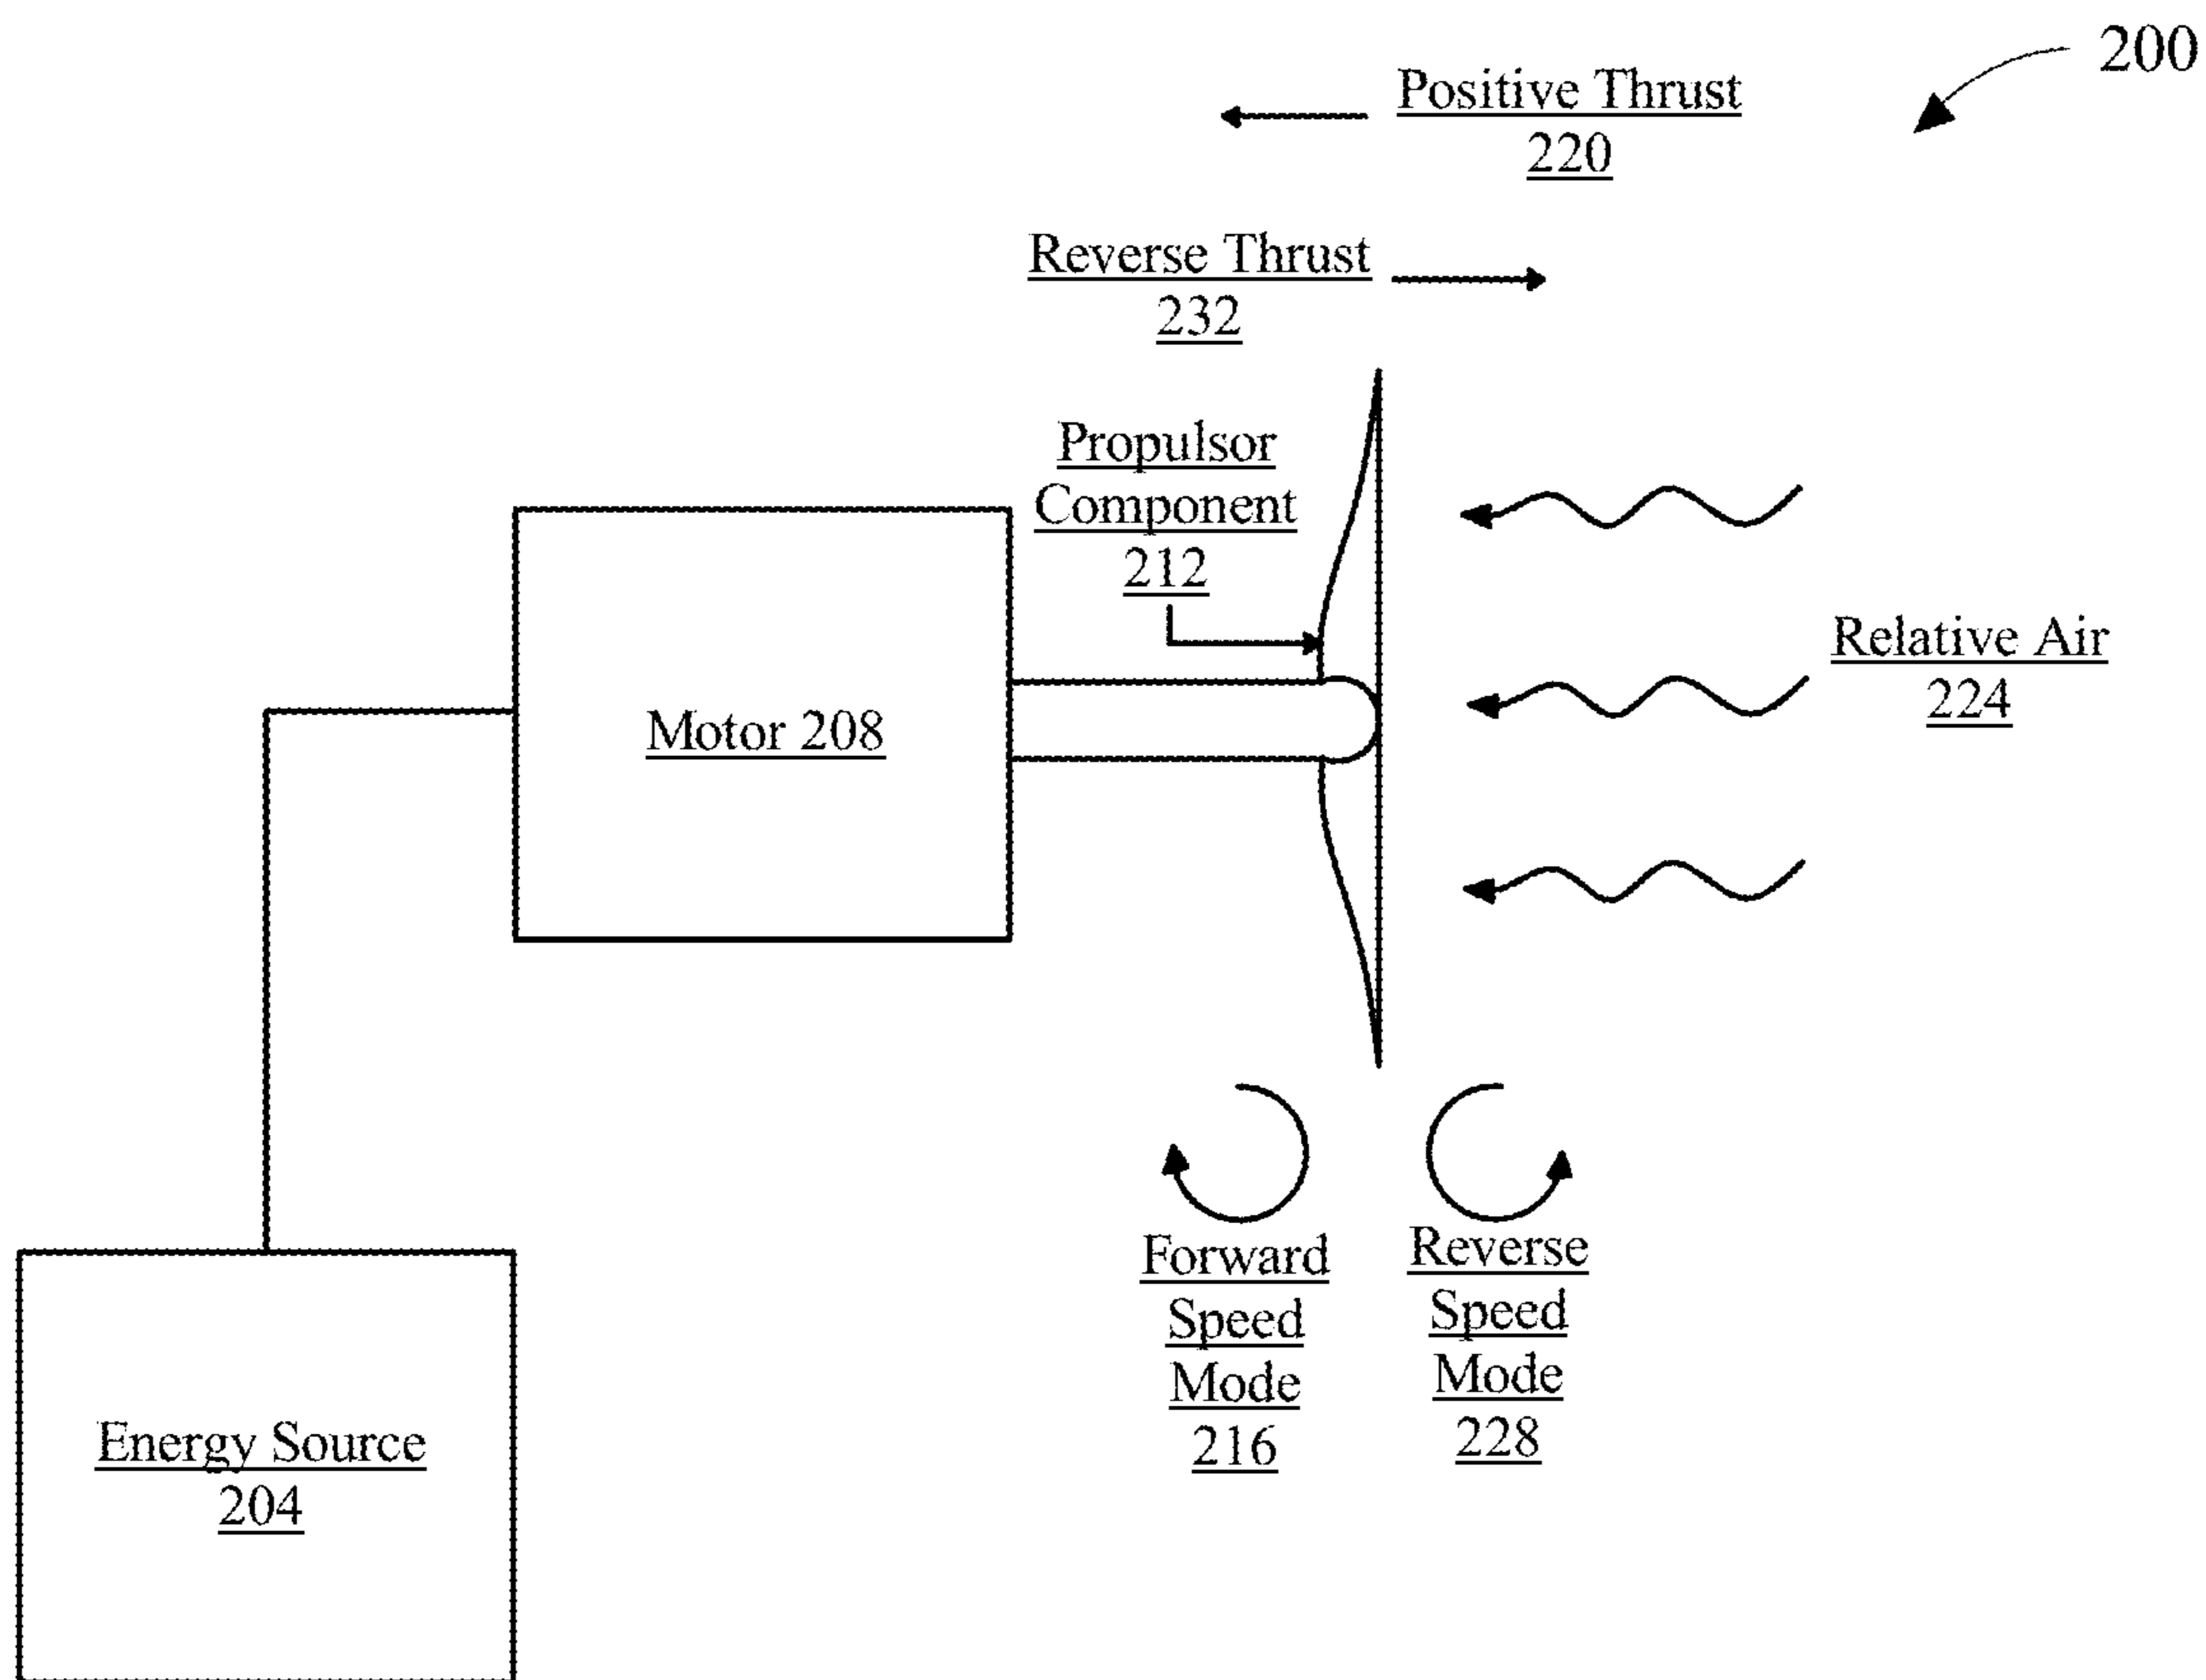 200
Positive Thrust
220
Reverse Thrust
232
Propulsor
Component
212
Motor 208
Relative Air
224
Forward
Speed
Mode
216
Reverse
Speed
Mode
228
Energy Source
204